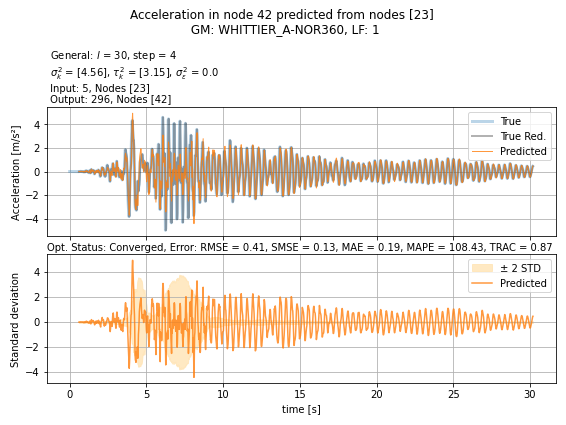 Acceleration in node 42 predicted from nodes [23]
GM: WHITTIER_A-NOR360, LF: 1
General: l = 30, step = 4
σ²ₖ = [4.56], τ²ₖ = [3.15], σ²ₑ = 0.0
Input: 5, Nodes [23]
Output: 296, Nodes [42]
Acceleration [m/s²]
4
2
0
−2
−4
True
True Red.
Predicted
Opt. Status: Converged, Error: RMSE = 0.41, SMSE = 0.13, MAE = 0.19, MAPE = 108.43, TRAC = 0.87
Standard deviation
4
2
0
−2
−4
± 2 STD
Predicted
0 5 10 15 20 25 30
time [s]